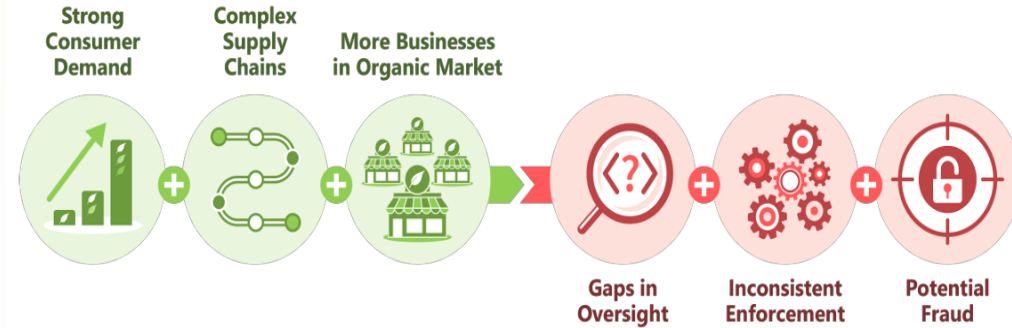 Strong
Consumer
Demand
Complex
Supply
Chains
More Businesses
in Organic Market
<?>
Gaps in
Oversight
Inconsistent
Enforcement
Potential
Fraud